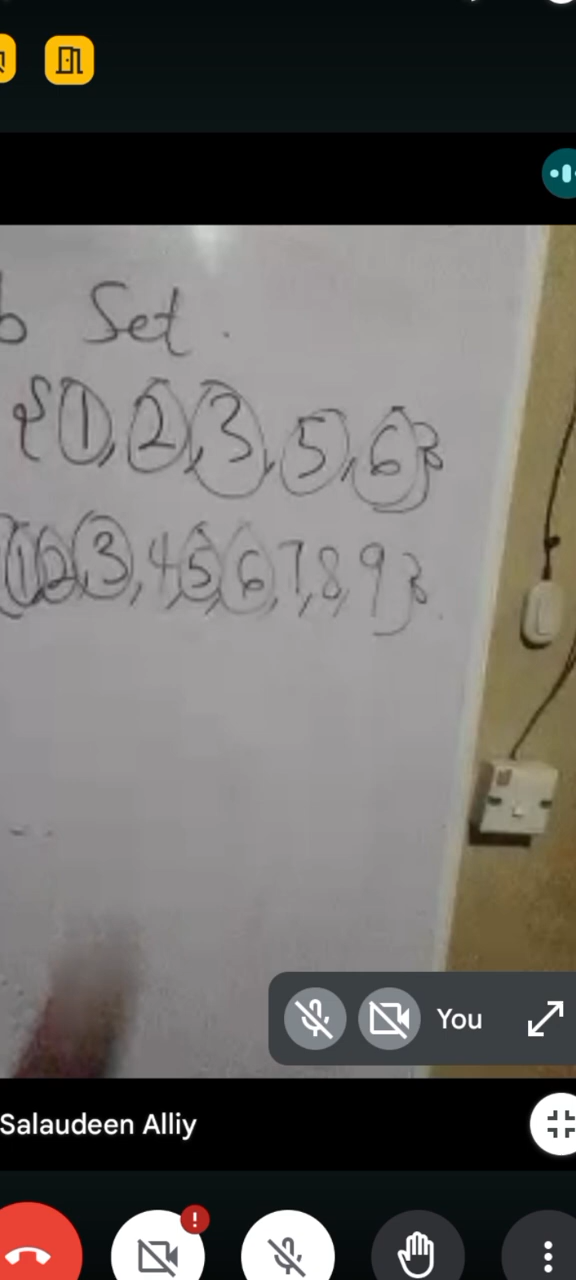 b Set.
{1, 2, 3, 5, 6}
1, 2, 3, 4, 5, 6, 7, 8, 9}
You
Salaudeen Alliy
!